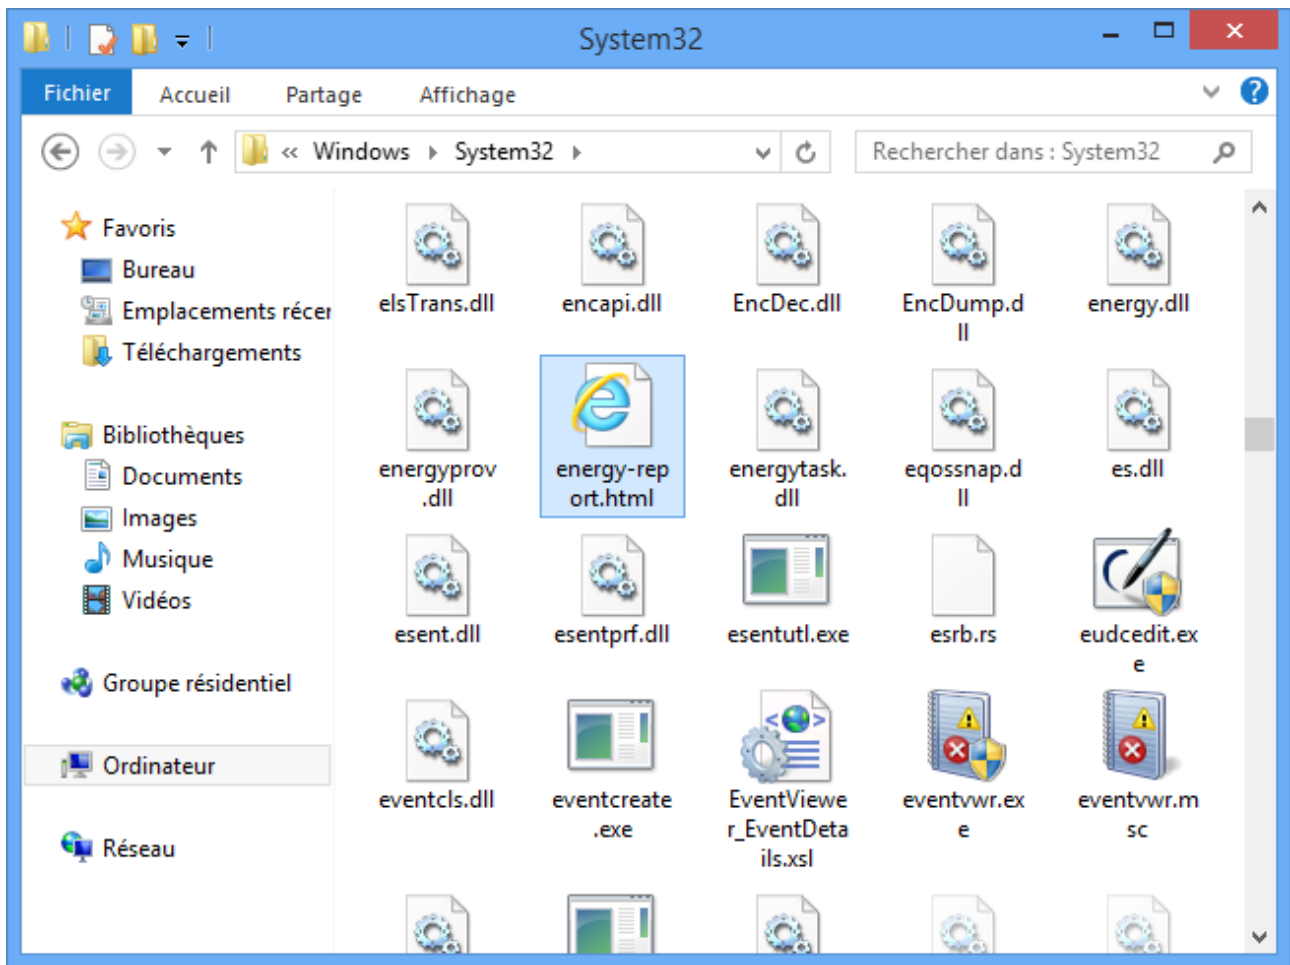 System32
Fichier Accueil Partage Affichage
« Windows System32
Rechercher dans : System32
Favoris
Bureau
Emplacements récer
Téléchargements
Bibliothèques
Documents
Images
Musique
Vidéos
Groupe résidentiel
Ordinateur
Réseau
elsTrans.dll
encapi.dll
EncDec.dll
EncDump.d
ll
energy.dll
energyprov
.dll
energy-rep
ort.html
energytask.
dll
eqossnap.d
ll
es.dll
esent.dll
esentprf.dll
esentutl.exe
esrb.rs
eudcedit.ex
e
eventcls.dll
eventcreate
.exe
EventViewe
r_EventDeta
ils.xsl
eventvwr.ex
e
eventvwr.m
sc